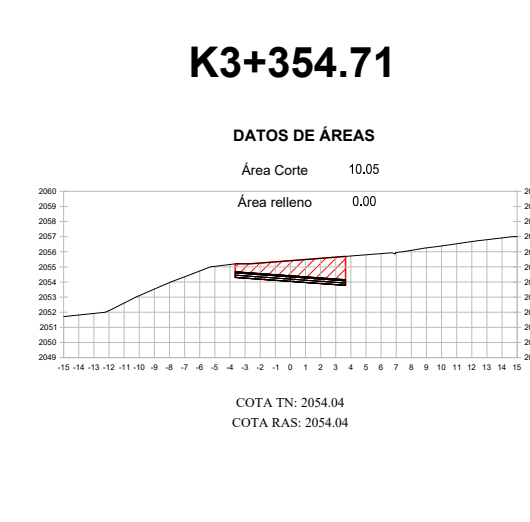 K3+354.71
DATOS DE ÁREAS
Área Corte 10.05
Área relleno 0.00
2060
2059
2058
2057
2056
2055
2054
2053
2052
2051
2050
2049
-15 -14 -13 -12 -11 -10 -9 -8 -7 -6 -5 -4 -3 -2 -1 0 1 2 3 4 5 6 7 8 9 10 11 12 13 14 15
COTA TN: 2054.04
COTA RAS: 2054.04